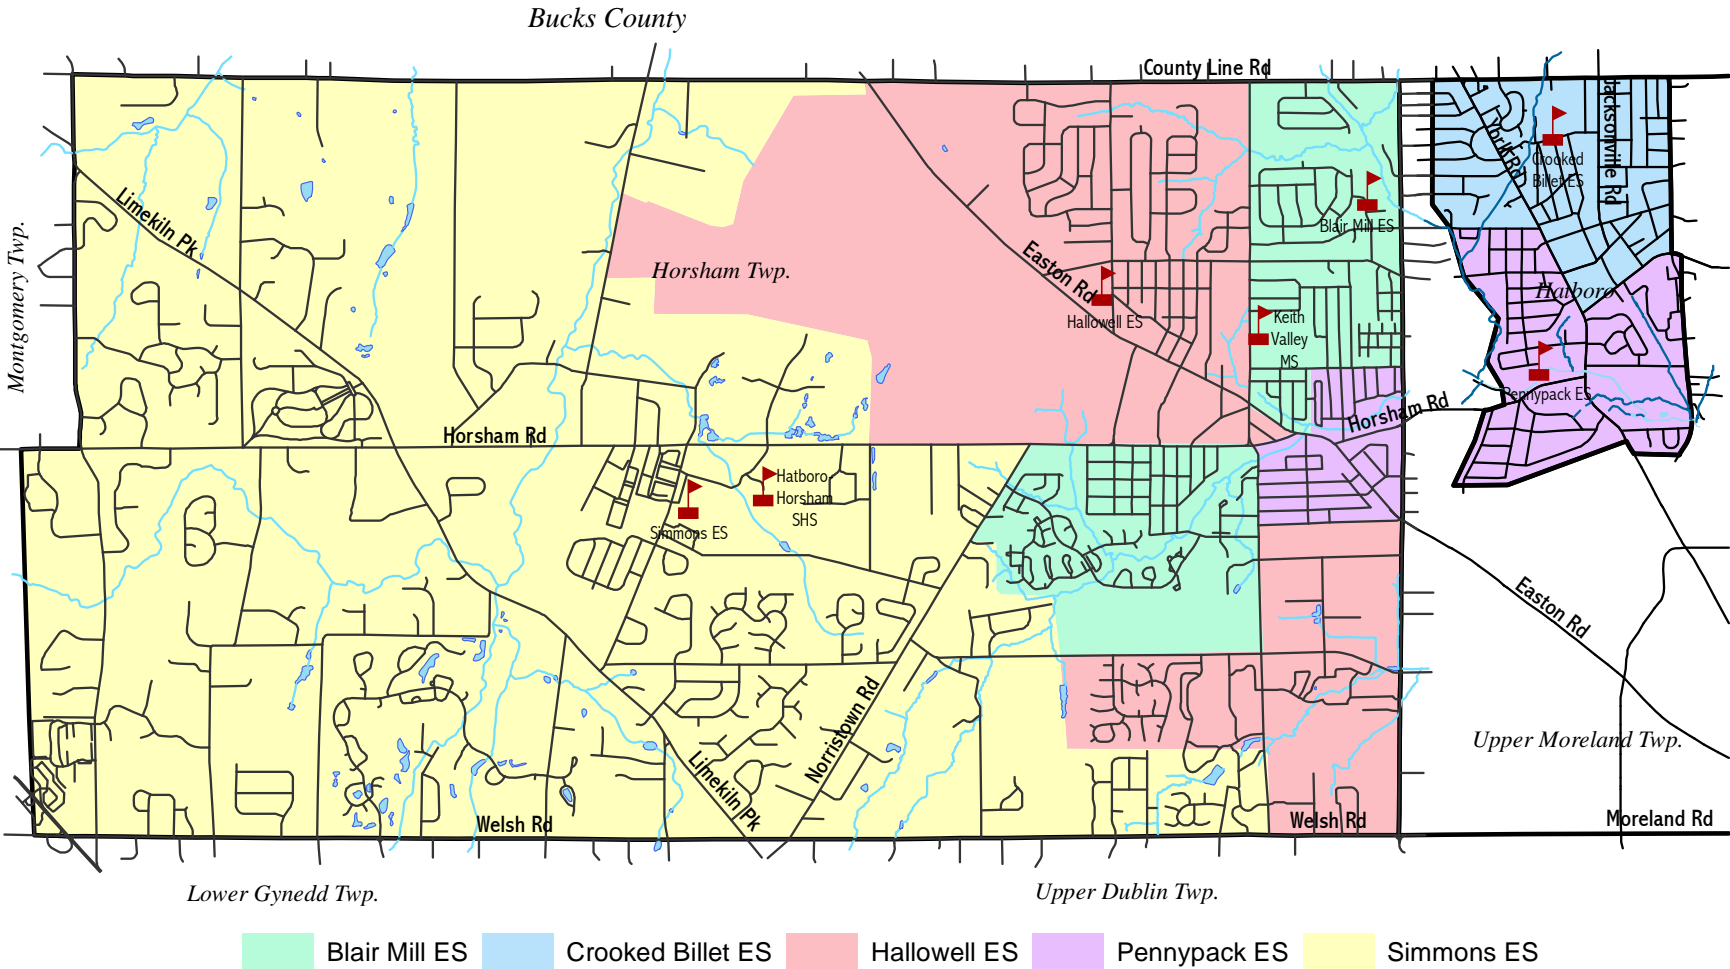 Bucks County
County Line Rd
Jacksonville Rd
York Rd
Crooked
Billet ES
Limekiln Pk
Blair Mill ES
Montgomery Twp.
Horsham Twp.
Easton Rd
Hatboro
Hallowell ES
Keith
Valley
MS
Pennypack ES
Horsham Rd
Horsham Rd
Hatboro-
Horsham
SHS
Simmons ES
Easton Rd
Norristown Rd
Limekiln Pk
Upper Moreland Twp.
Welsh Rd
Welsh Rd
Moreland Rd
Lower Gynedd Twp.
Upper Dublin Twp.
Blair Mill ES
Crooked Billet ES
Hallowell ES
Pennypack ES
Simmons ES